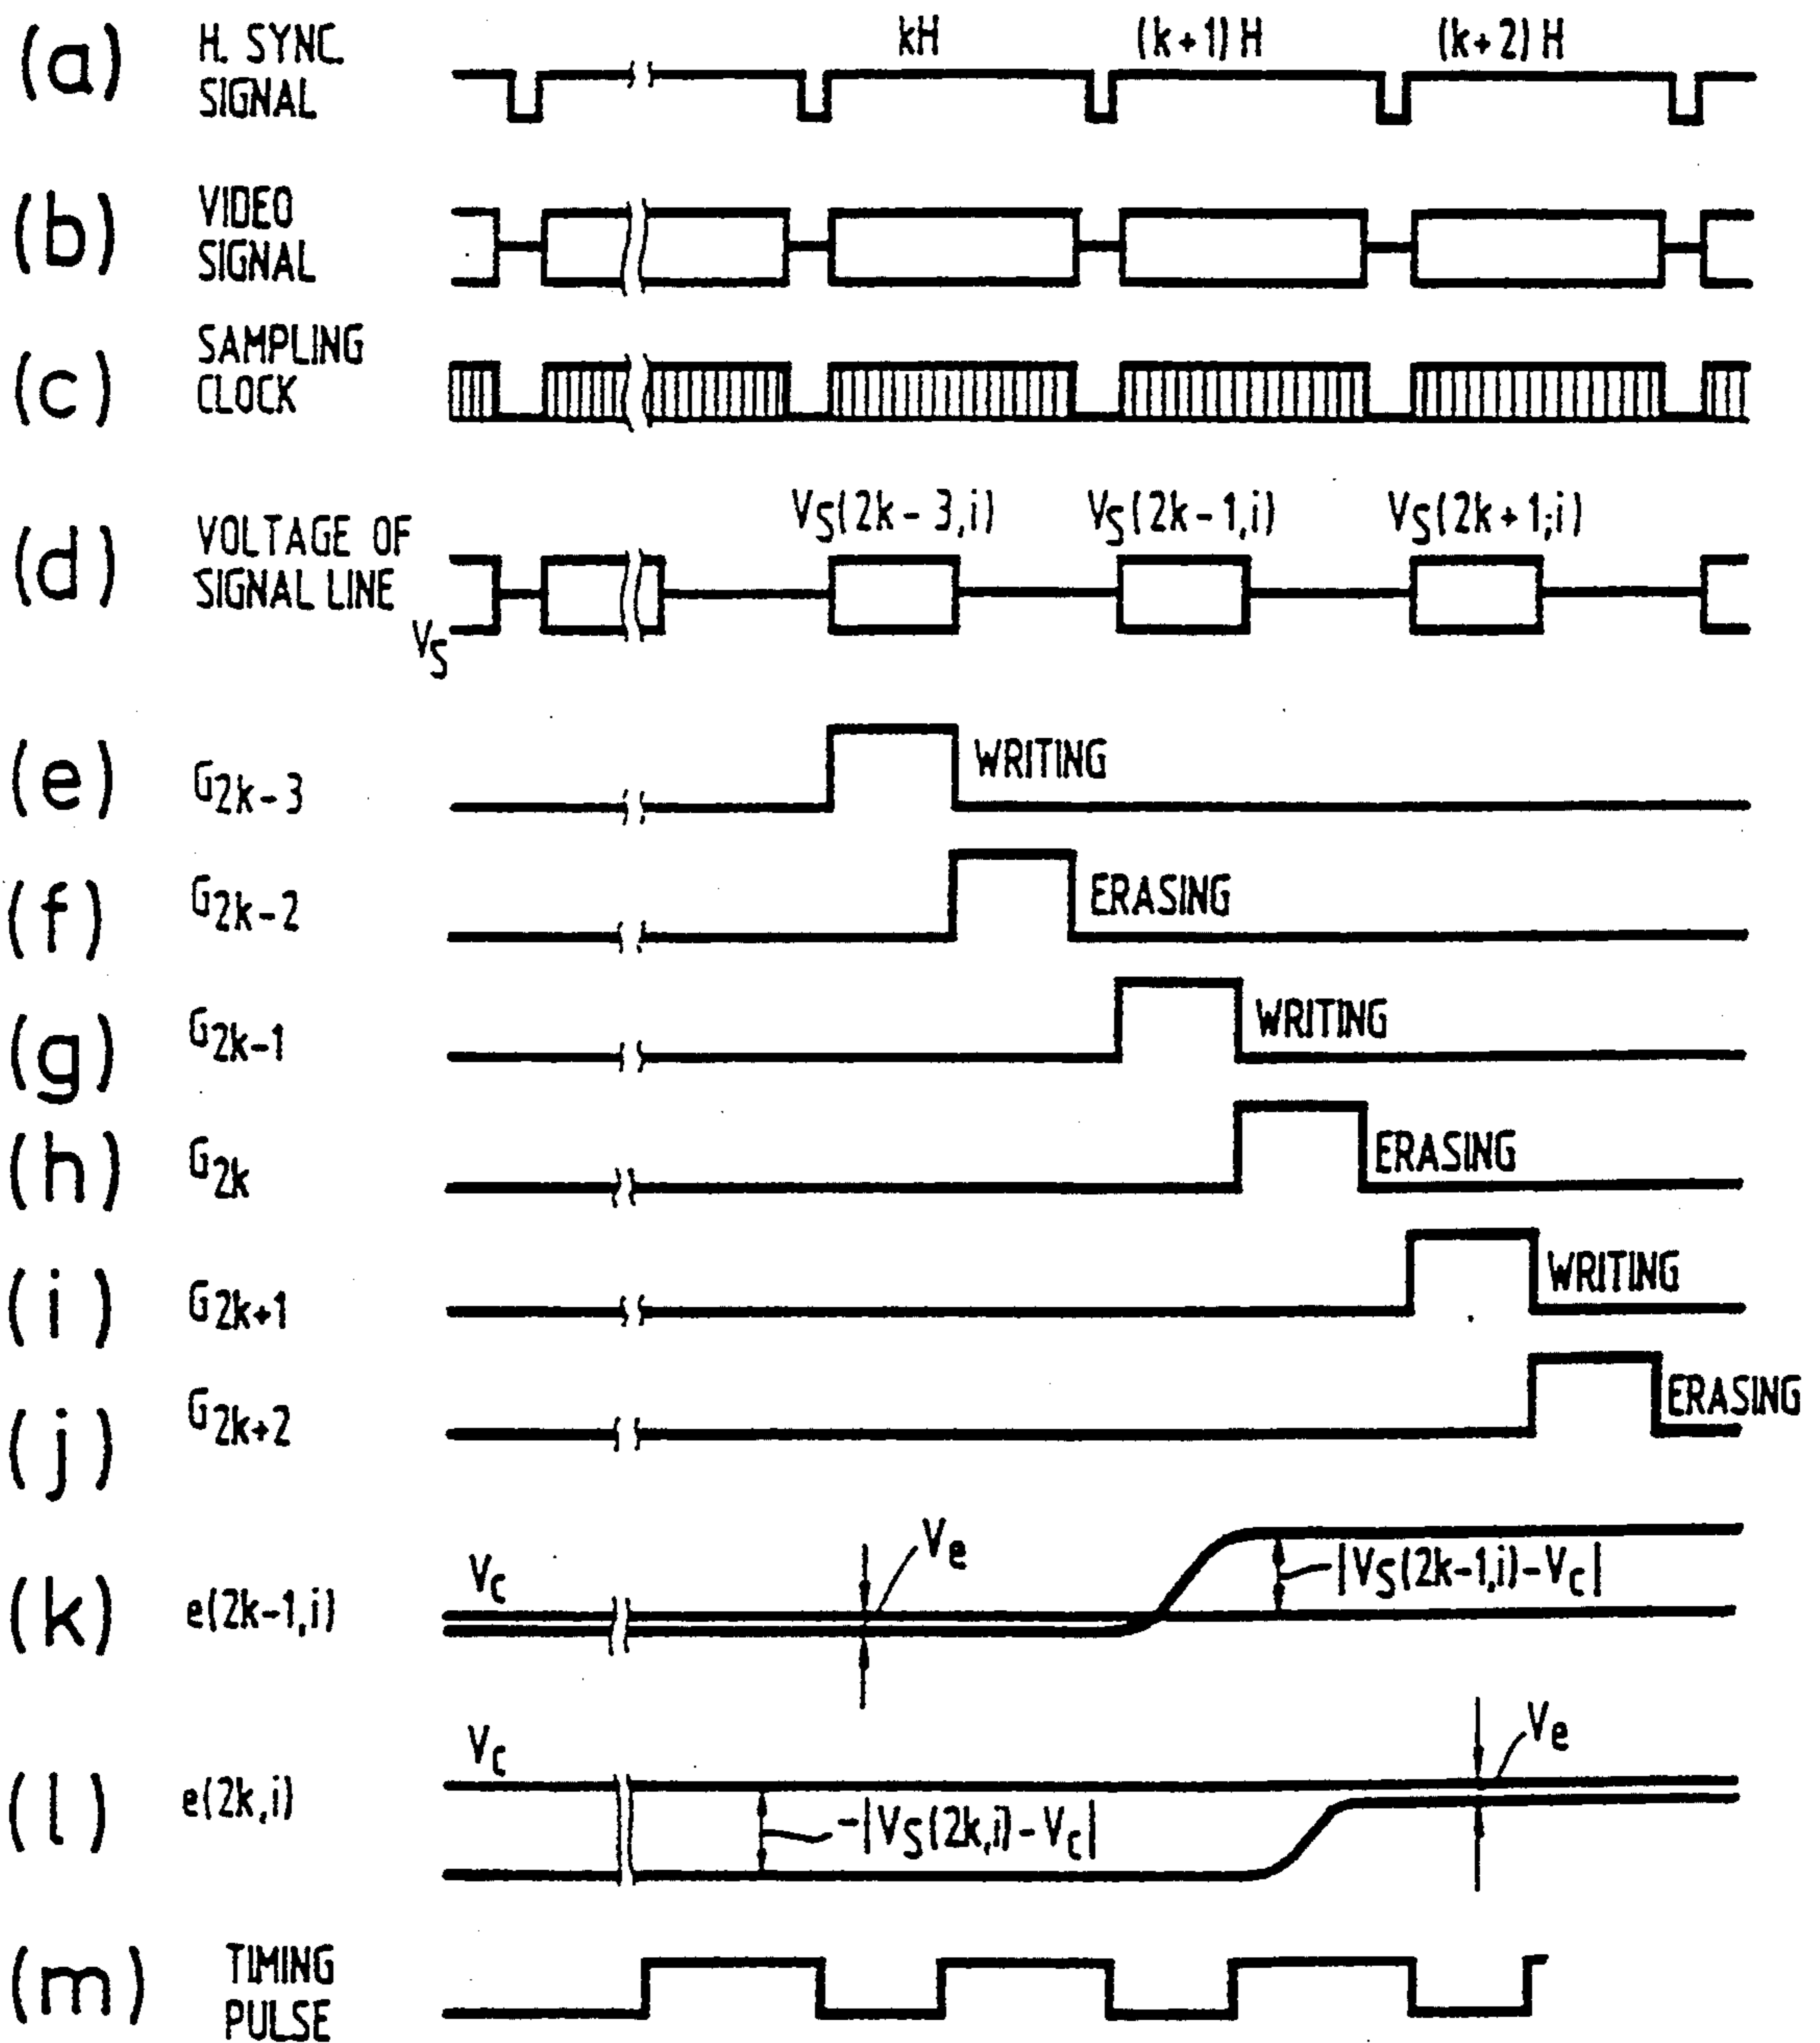 (a) H. SYNC. SIGNAL kH (k+1)H (k+2)H
(b) VIDEO SIGNAL
(c) SAMPLING CLOCK
(d) VOLTAGE OF SIGNAL LINE VS VS(2k-3,i) VS(2k-1,i) VS(2k+1,i)
(e) G2k-3 WRITING
(f) G2k-2 ERASING
(g) G2k-1 WRITING
(h) G2k ERASING
(i) G2k+1 WRITING
(j) G2k+2 ERASING
(k) e(2k-1,i) VC Ve |VS(2k-1,i)-VC|
(l) e(2k,i) VC -|VS(2k,i)-VC| Ve
(m) TIMING PULSE